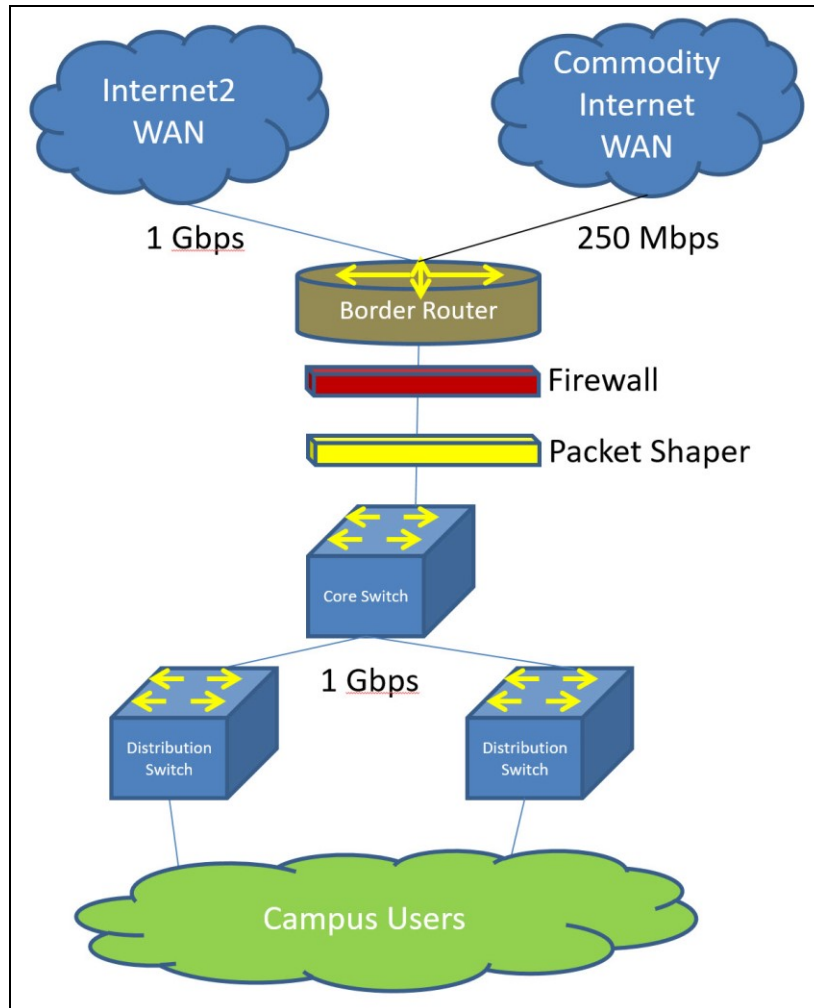 Internet2
WAN
Commodity
Internet
WAN
1 Gbps
250 Mbps
Border Router
Firewall
Packet Shaper
Core Switch
1 Gbps
Distribution
Switch
Distribution
Switch
Campus Users